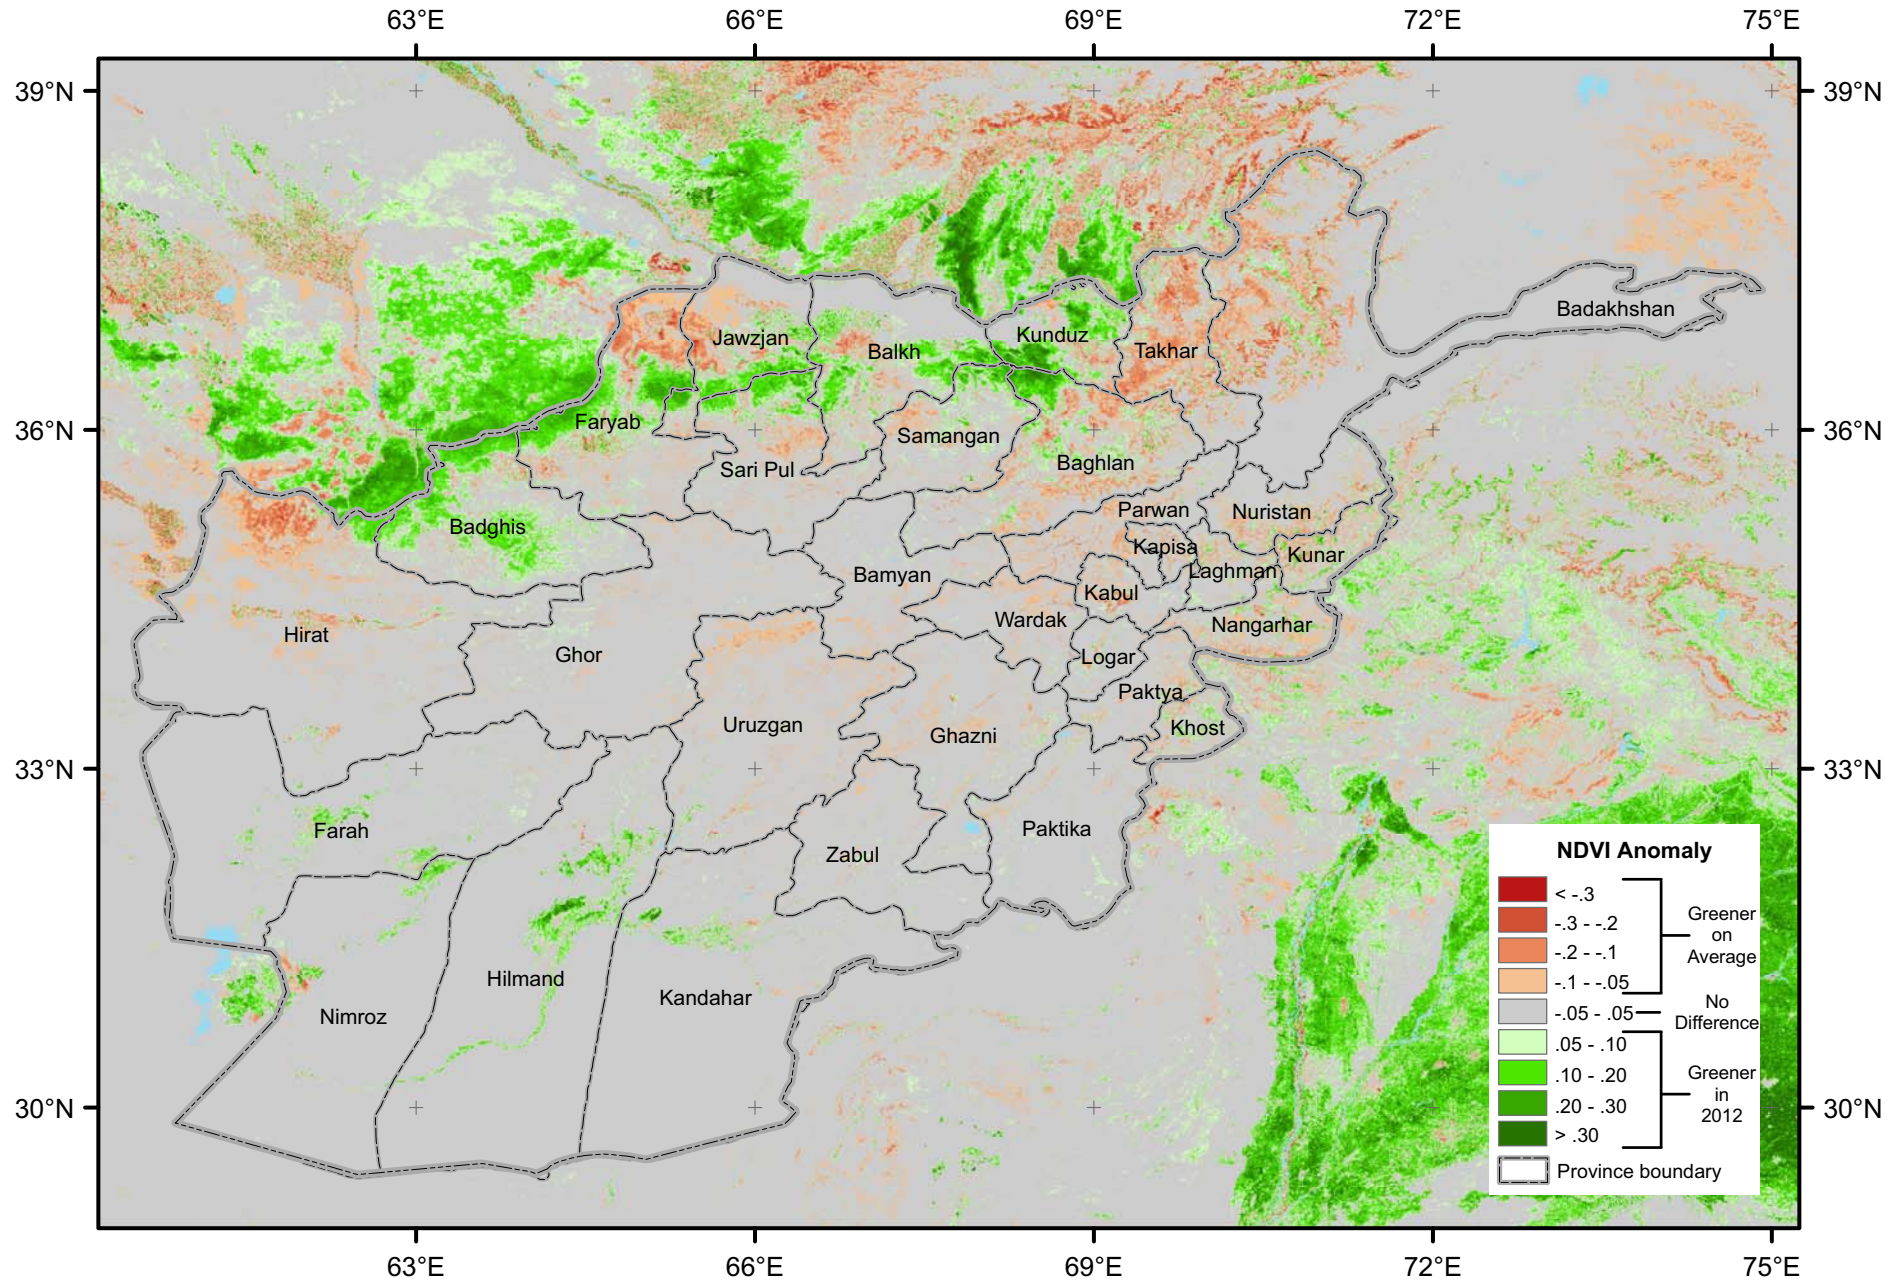 63°E 66°E 69°E 72°E 75°E
39°N 39°N
Badakhshan
Jawzjan
Kunduz
Balkh
Takhar
Faryab
36°N 36°N
Samangan
Baghlan
Sari Pul
Parwan
Nuristan
Badghis
Kapisa
Kunar
Laghman
Bamyan
Kabul
Wardak
Nangarhar
Hirat
Ghor
Logar
Paktya
Uruzgan
Khost
Ghazni
33°N 33°N
Farah
Paktika
Zabul
Hilmand
Kandahar
Nimroz
30°N 30°N
NDVI Anomaly
< -.3
-.3 - -.2
-.2 - -.1
-.1 - -.05
Greener
on
Average
-.05 - .05
No
Difference
.05 - .10
.10 - .20
.20 - .30
> .30
Greener
in
2012
Province boundary
63°E 66°E 69°E 72°E 75°E